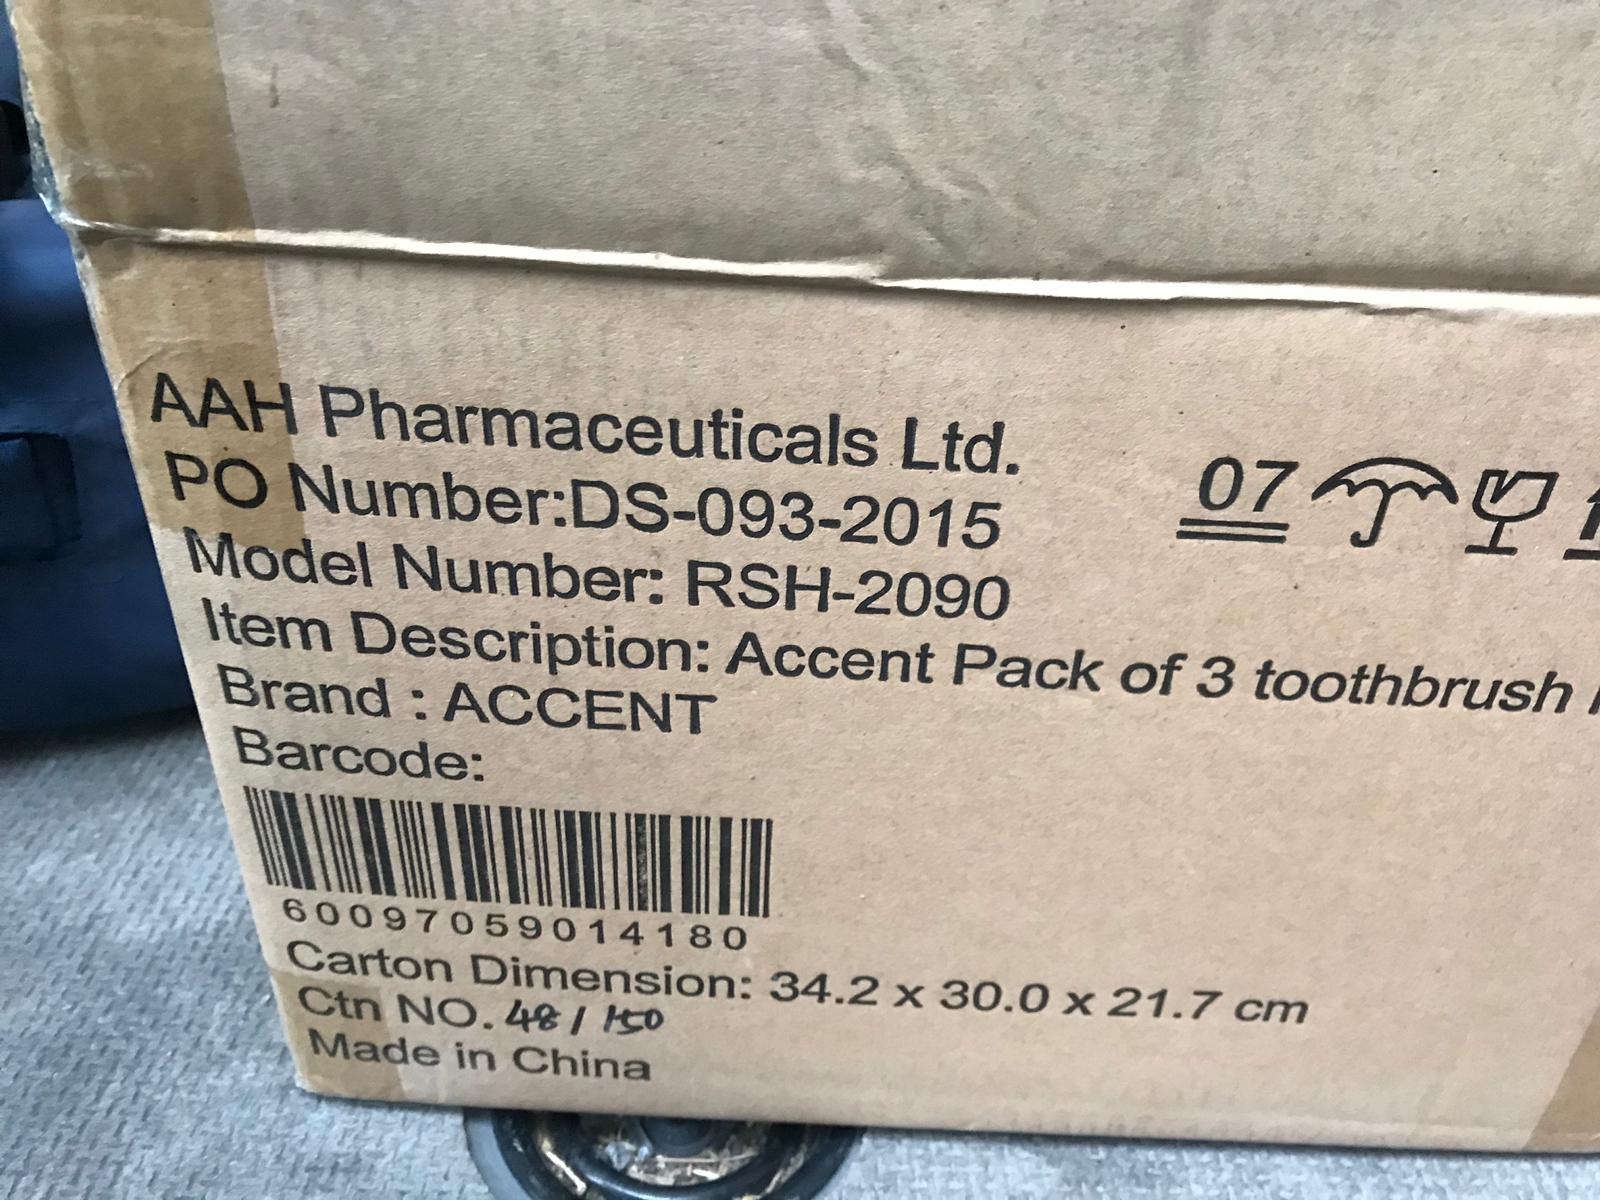 AAH Pharmaceuticals Ltd.
PO Number:DS-093-2015
07
Model Number: RSH-2090
Item Description: Accent Pack of 3 toothbrush
Brand : ACCENT
Barcode:
60097059014180
Carton Dimension: 34.2 x 30.0 x 21.7 cm
Ctn NO. 48 / 150
Made in China